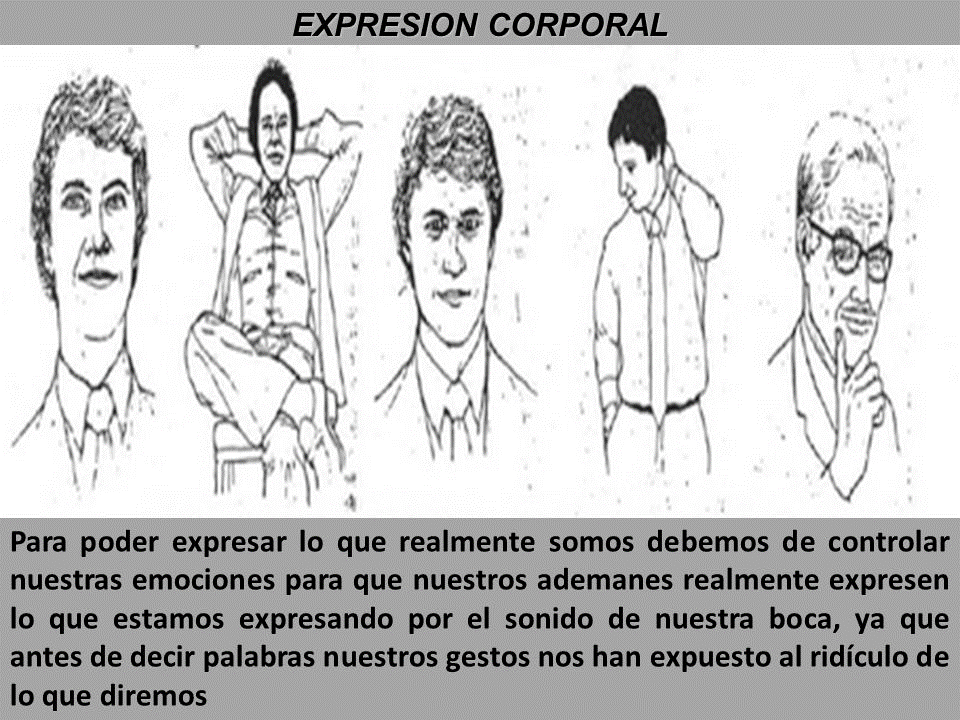 EXPRESION CORPORAL
Para poder expresar lo que realmente somos debemos de controlar
nuestras emociones para que nuestros ademanes realmente expresen
lo que estamos expresando por el sonido de nuestra boca, ya que
antes de decir palabras nuestros gestos nos han expuesto al ridículo de
lo que diremos